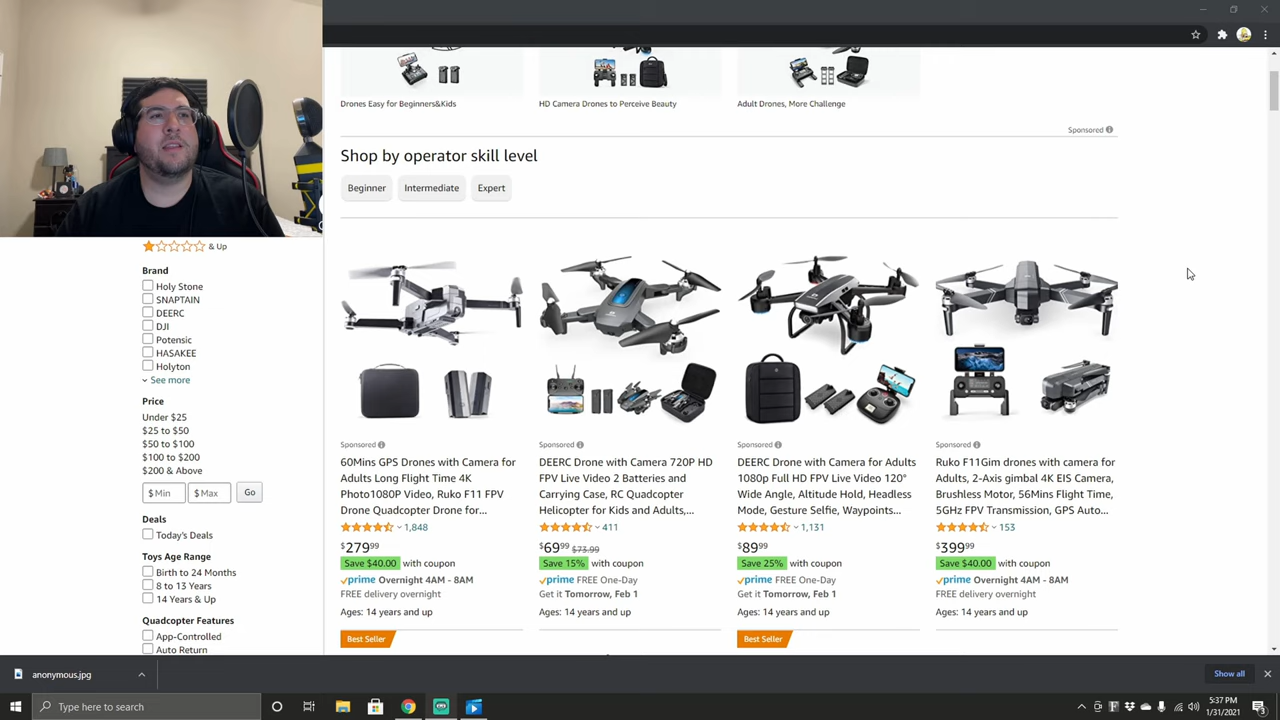 Drones Easy for Beginners&Kids
HD Camera Drones to Perceive Beauty
Adult Drones, More Challenge
Sponsored
Shop by operator skill level
Beginner
Intermediate
Expert
& Up
Brand
Holy Stone
SNAPTAIN
DEERC
DJI
Potensic
HASAKEE
Holyton
See more
Price
Under $25
$25 to $50
$50 to $100
$100 to $200
$200 & Above
$ Min
$ Max
Go
Deals
Today's Deals
Toys Age Range
Birth to 24 Months
8 to 13 Years
14 Years & Up
Quadcopter Features
App-Controlled
Auto Return
Sponsored
60Mins GPS Drones with Camera for
Adults Long Flight Time 4K
Photo1080P Video, Ruko F11 FPV
Drone Quadcopter Drone for...
1,848
$279.99
Save $40.00 with coupon
prime Overnight 4AM - 8AM
FREE delivery overnight
Ages: 14 years and up
Best Seller
Sponsored
DEERC Drone with Camera 720P HD
FPV Live Video 2 Batteries and
Carrying Case, RC Quadcopter
Helicopter for Kids and Adults,...
411
$69.99 $73.99
Save 15% with coupon
prime FREE One-Day
Get it Tomorrow, Feb 1
Ages: 14 years and up
Sponsored
DEERC Drone with Camera for Adults
1080p Full HD FPV Live Video 120°
Wide Angle, Altitude Hold, Headless
Mode, Gesture Selfie, Waypoints...
1,131
$89.99
Save 25% with coupon
prime FREE One-Day
Get it Tomorrow, Feb 1
Ages: 14 years and up
Best Seller
Sponsored
Ruko F11Gim drones with camera for
Adults, 2-Axis gimbal 4K EIS Camera,
Brushless Motor, 56Mins Flight Time,
5GHz FPV Transmission, GPS Auto...
153
$399.99
Save $40.00 with coupon
prime Overnight 4AM - 8AM
FREE delivery overnight
Ages: 14 years and up
anonymous.jpg
Show all
Type here to search
5:37 PM
1/31/2021